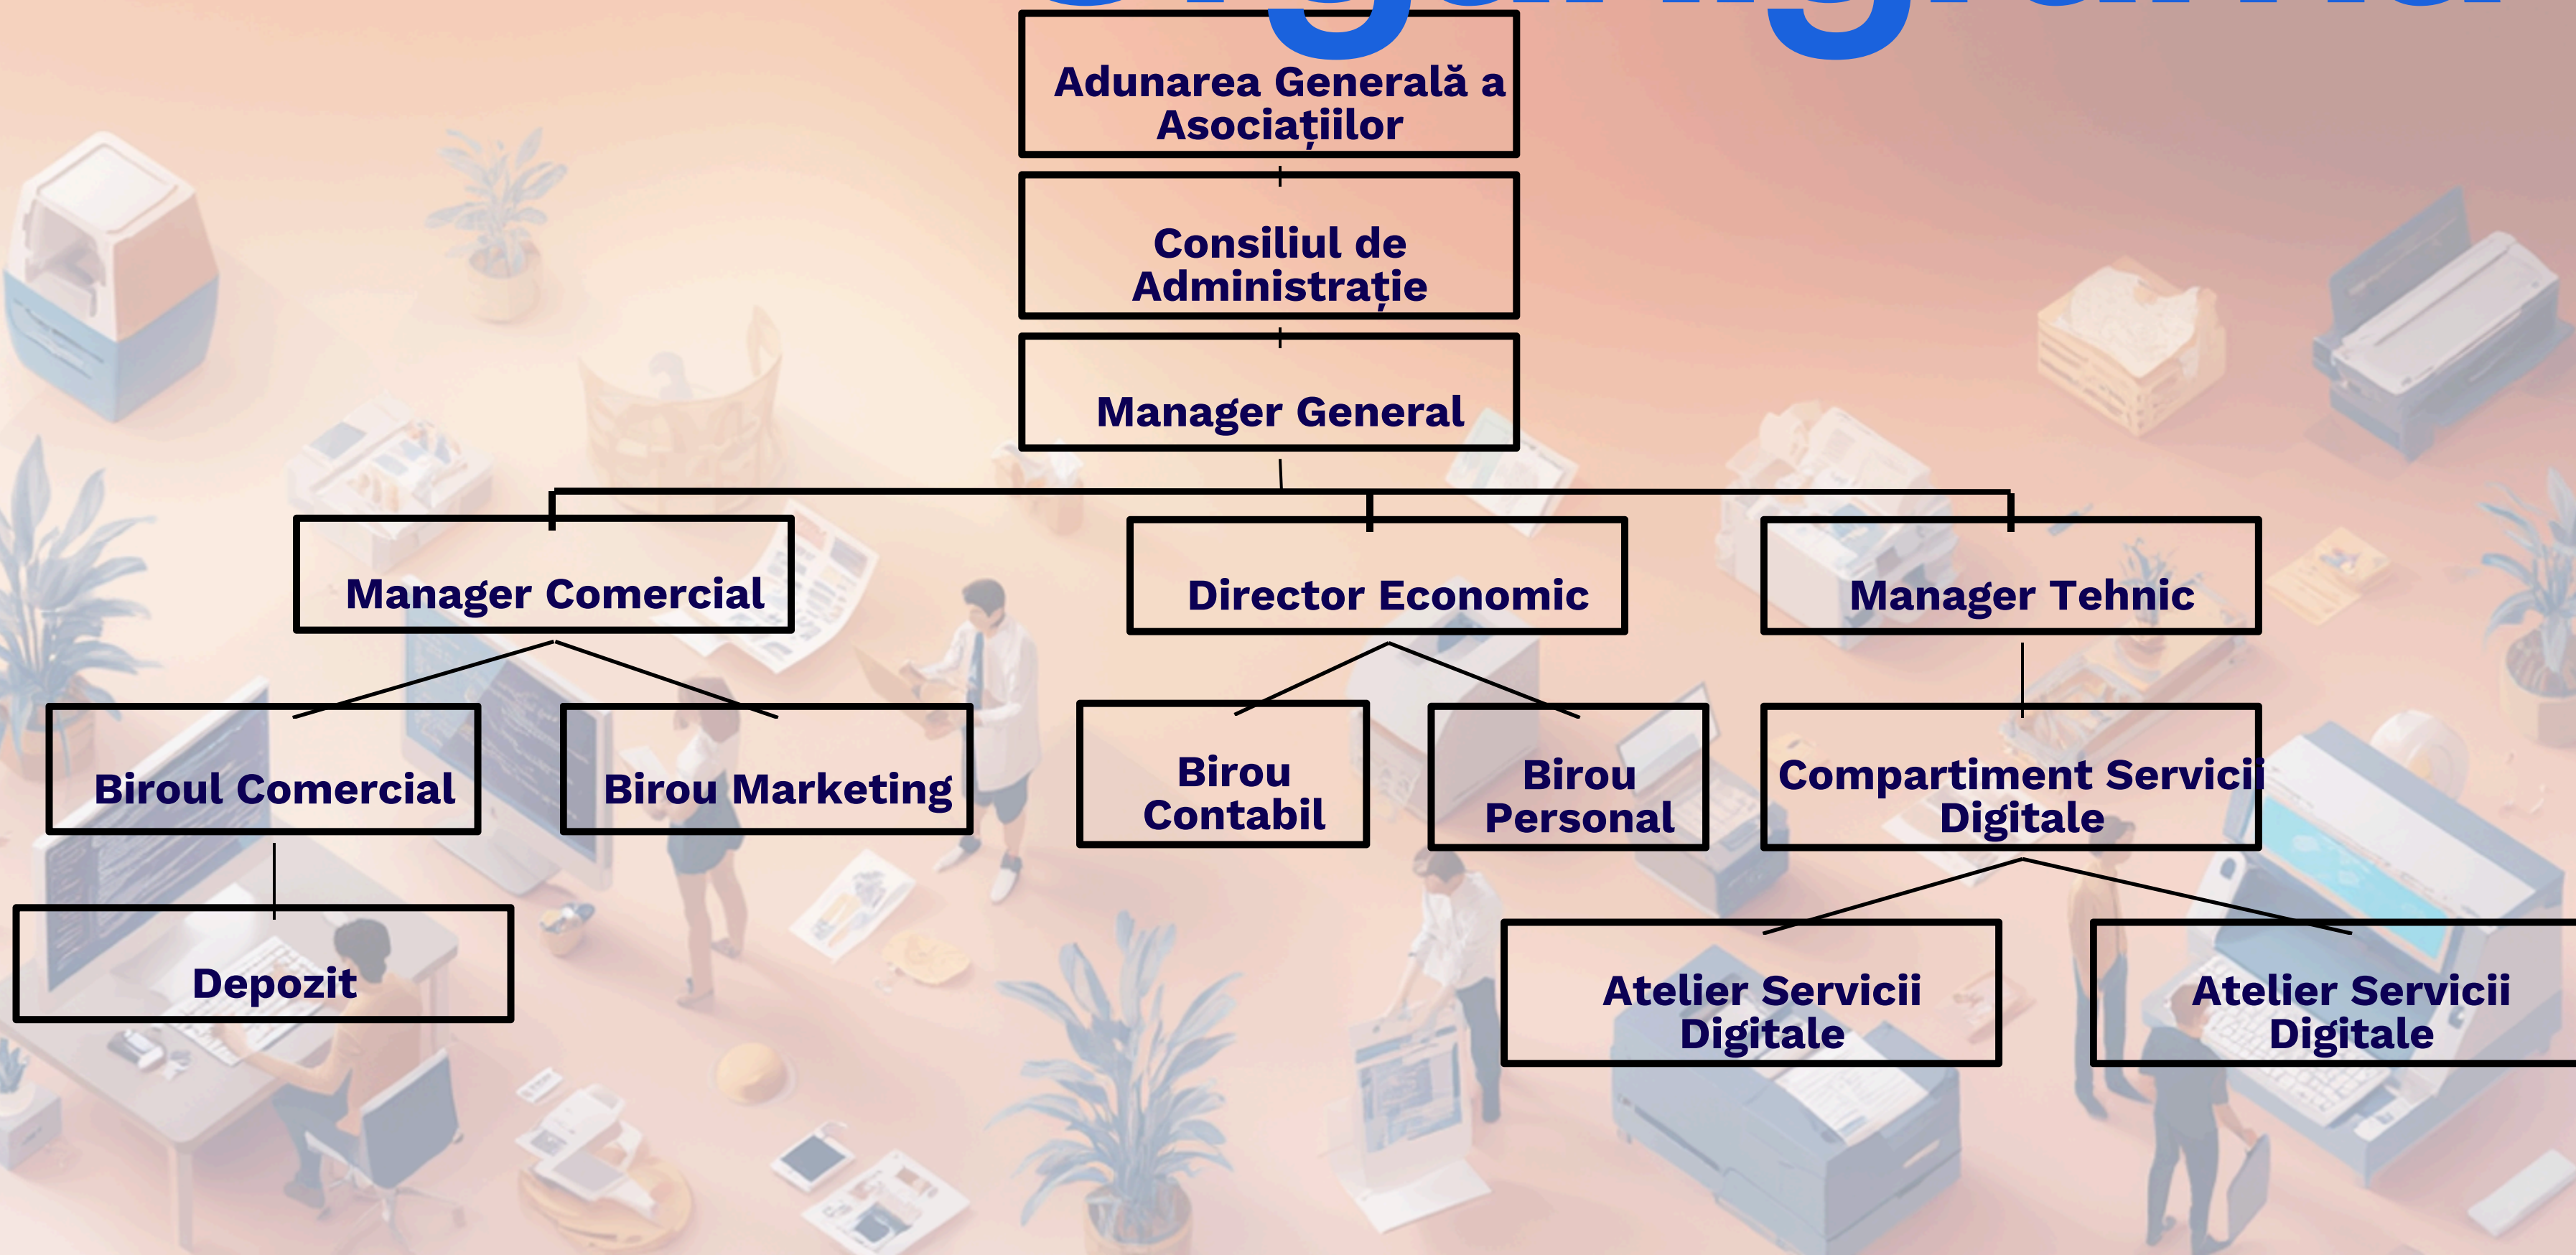 Organigrama
Adunarea Generală a
Asociațiilor
Consiliul de
Administrație
Manager General
Manager Comercial
Director Economic
Manager Tehnic
Biroul Comercial
Birou Marketing
Birou
Contabil
Birou
Personal
Compartiment Servicii
Digitale
Depozit
Atelier Servicii
Digitale
Atelier Servicii
Digitale